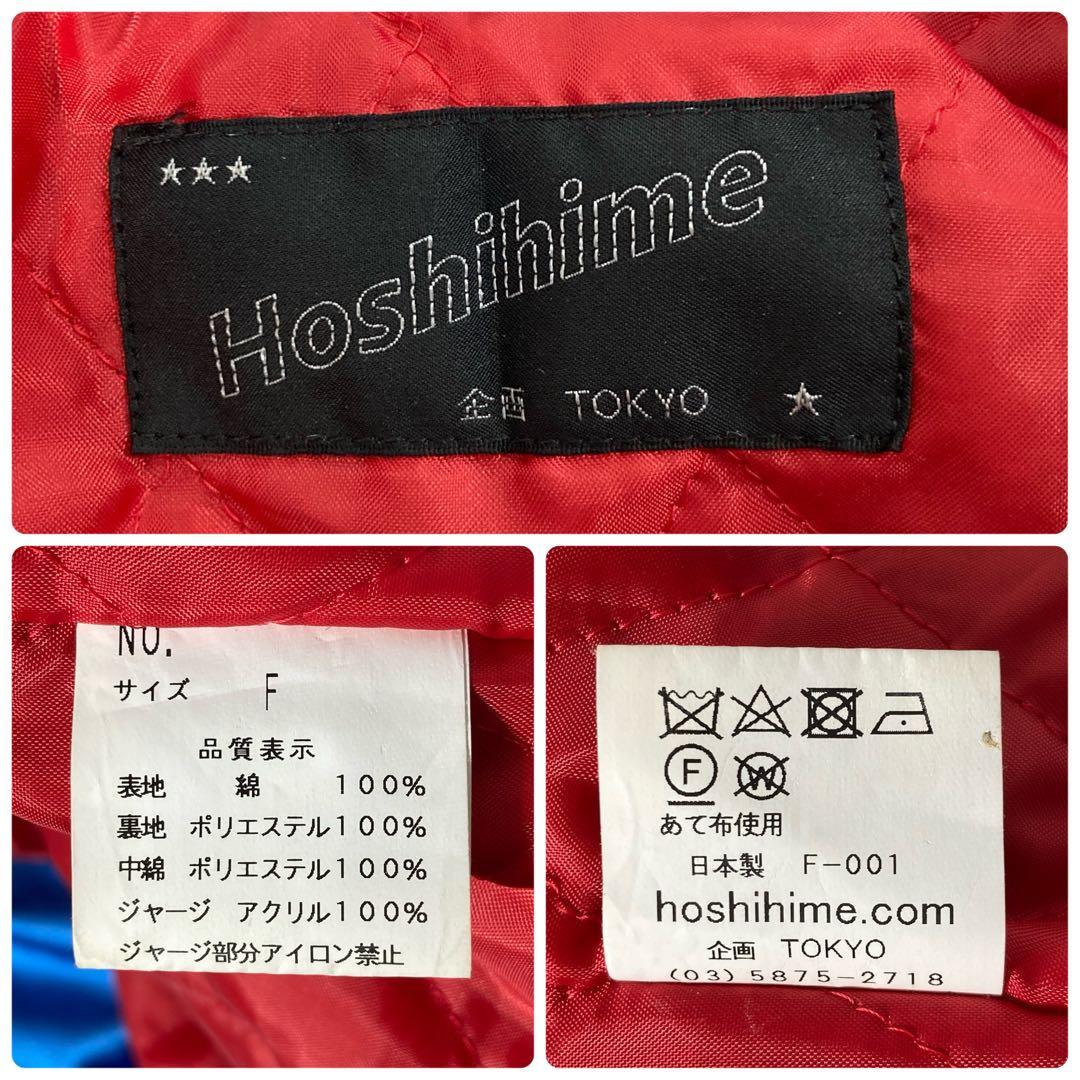 ★★★
Hoshihime
企画 TOKYO ★
NO.
サイズ F
品質表示
表地 綿 100%
裏地 ポリエステル100%
中綿 ポリエステル100%
ジャージ アクリル100%
ジャージ部分アイロン禁止
F W
あて布使用
日本製 F-001
hoshihime.com
企画 TOKYO
(03) 5875-2718